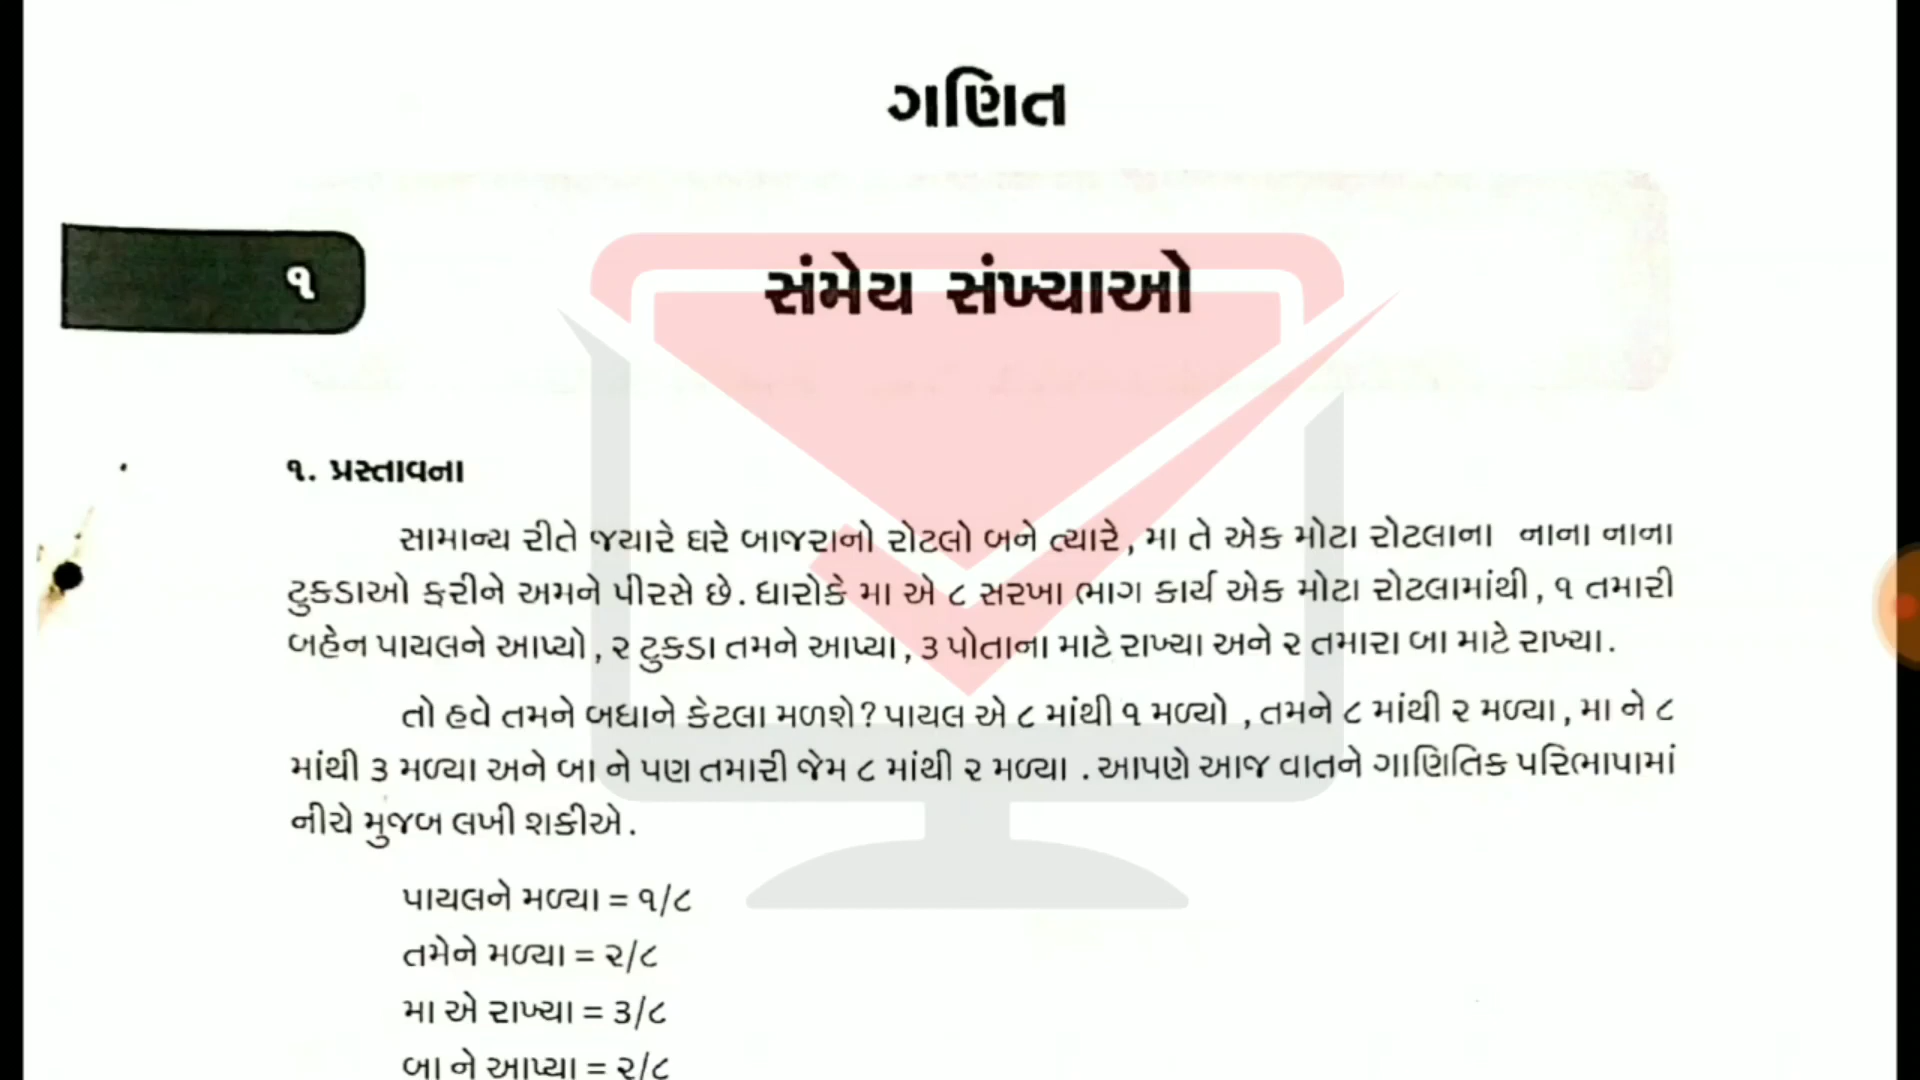 ગણિત
૧
સંમેય સંખ્યાઓ
૧. પ્રસ્તાવના
સામાન્ય રીતે જયારે ઘરે બાજરાનો રોટલો બને ત્યારે, મા તે એક મોટા રોટલાના નાના નાના
ટુકડાઓ કરીને અમને પીરસે છે. ધારોકે મા એ ૮ સરખા ભાગ કાર્ય એક મોટા રોટલામાંથી, ૧ તમારી
બહેન પાયલને આપ્યો, ૨ ટુકડા તમને આપ્યા, ૩ પોતાના માટે રાખ્યા અને ૨ તમારા બા માટે રાખ્યા.
તો હવે તમને બધાને કેટલા મળશે? પાયલ એ ૮ માંથી ૧ મળ્યો , તમને ૮ માંથી ૨ મળ્યા, મા ને ૮
માંથી ૩ મળ્યા અને બા ને પણ તમારી જેમ ૮ માંથી ૨ મળ્યા . આપણે આજ વાતને ગાણિતિક પરિભાપામાં
નીચે મુજબ લખી શકીએ.
પાયલને મળ્યા = ૧/૮
તમેને મળ્યા = ૨/૮
મા એ રાખ્યા = ૩/૮
બા ને આપ્યા = ૨/૮